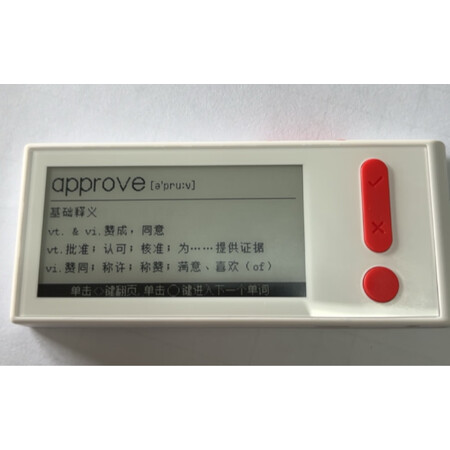 approve [ə'pru:v]
基础释义
vt. & vi.赞成,同意
vt.批准;认可;核准;为……提供证据
vi.赞同;称许;称赞;满意、喜欢(of)
单击○键翻页,单击◯键进入下一个单词